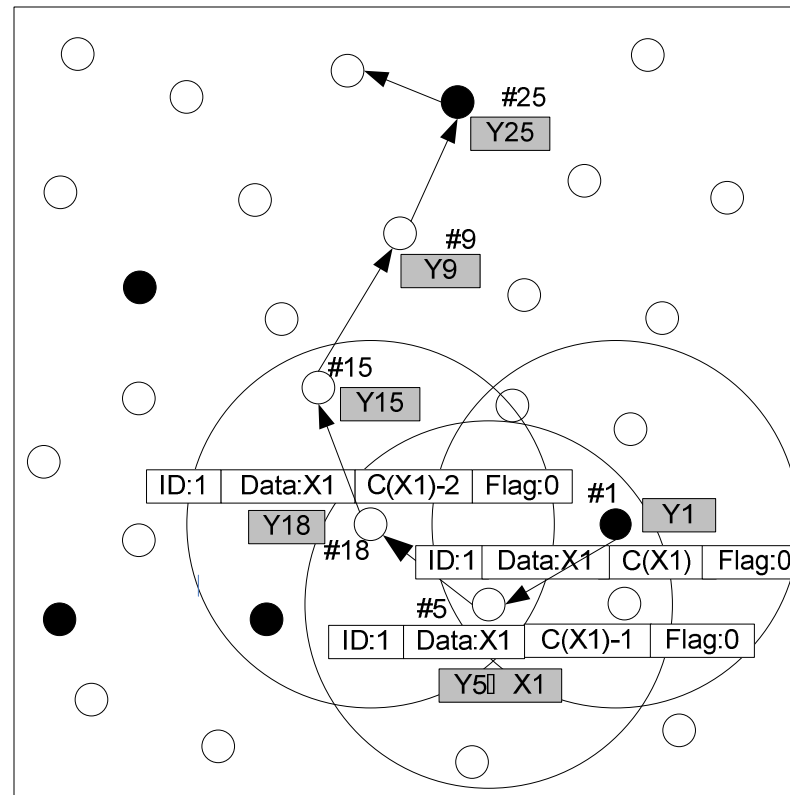 #25
Y25
#9
Y9
#15
Y15
ID:1 Data:X1 C(X1)-2 Flag:0
#1
Y1
Y18
#18
ID:1 Data:X1 C(X1) Flag:0
#5
ID:1 Data:X1 C(X1)-1 Flag:0
Y5▯ X1